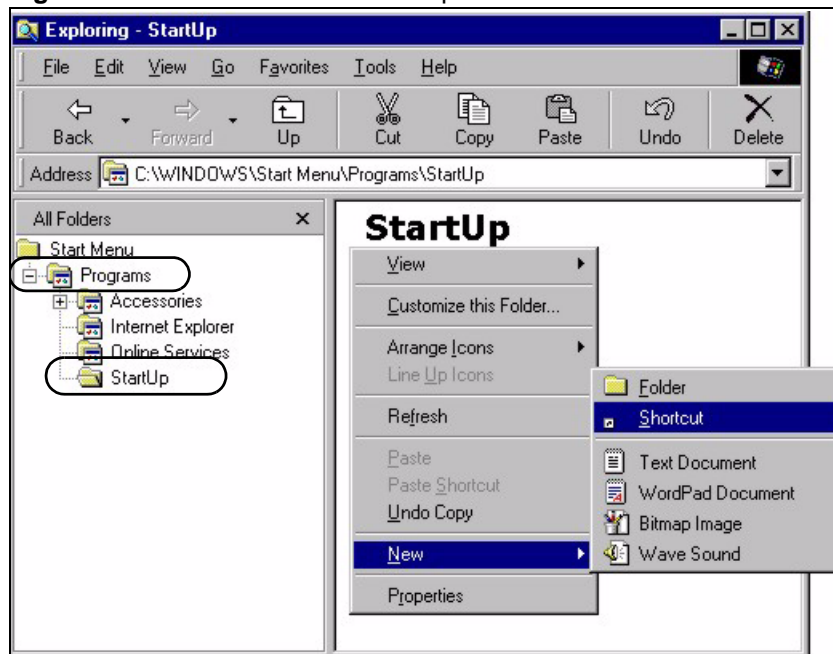 Exploring - StartUp
File Edit View Go Favorites Tools Help
Back Forward Up Cut Copy Paste Undo Delete
Address C:\WINDOWS\Start Menu\Programs\StartUp
All Folders
Start Menu
Programs
Accessories
Internet Explorer
Online Services
StartUp
StartUp
View
Customize this Folder...
Arrange Icons
Line Up Icons
Refresh
Paste
Paste Shortcut
Undo Copy
New
Properties
Folder
Shortcut
Text Document
WordPad Document
Bitmap Image
Wave Sound